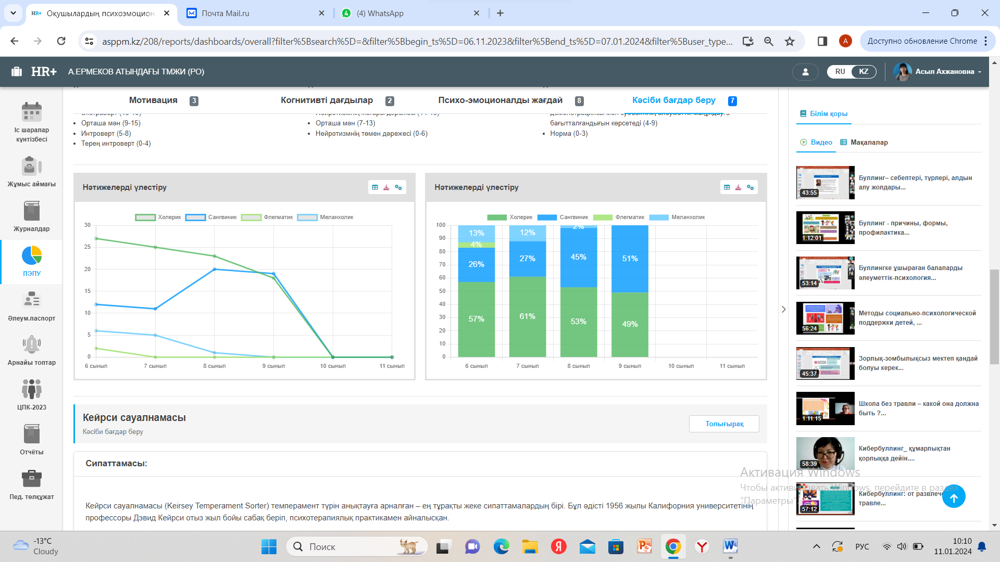 Оқушылардың психоэмоцион
Почта Mail.ru
(4) WhatsApp
asppm.kz/208/reports/dashboards/overall?filter%5Bsearch%5D=&filter%5Bbegin_ts%5D=06.11.2023&filter%5Bend_ts%5D=07.01.2024&filter%5Buser_type...
A
Доступно обновление Chrome
HR+
А.ЕРМЕКОВ АТЫНДАҒЫ ТМЖИ (РО)
RU KZ
Асыл Ахжановна
Мотивация 3
Когнитивті дағдылар 2
Психо-эмоционалды жағдай 8
Кәсіби бағдар беру 7
Орташа мән (9-15)
Интроверт (5-8)
Терең интроверт (0-4)
Орташа мән (7-13)
Нейротизмнің төмен дәрежесі (0-6)
бағытталғандығын көрсетеді (4-9)
Норма (0-3)
Іс шаралар
күнтізбесі
Жұмыс аймағы
Журналдар
ПЭПУ
Әлеум.паспорт
Арнайы топтар
ЦПК-2023
Отчёты
Пед. төлқұжат
Нәтижелерді үлестіру
Холерик Сангвиник Флегматик Меланхолик
30
25
20
15
10
5
0
6 сынып 7 сынып 8 сынып 9 сынып 10 сынып 11 сынып
Нәтижелерді үлестіру
Холерик Сангвиник Флегматик Меланхолик
100
90
80
70
60
50
40
30
20
10
0
13% 12% 2%
4%
26% 27% 45% 51%
57% 61% 53% 49%
6 сынып 7 сынып 8 сынып 9 сынып 10 сынып 11 сынып
Кейрси сауалнамасы
Кәсіби бағдар беру
Толығырақ
Сипаттамасы:
Кейрси сауалнамасы (Keirsey Temperament Sorter) темперамент түрін анықтауға арналған – ең тұрақты жеке сипаттамалардың бірі. Бұл әдісті 1956 жылы Калифорния университетінің
профессоры Дэвид Кейрси отыз жыл бойы сабақ беріп, психотерапиялық практикамен айналысқан.
Білім қоры
Видео Мақалалар
43:55
Буллинг– себептері, түрлері, алдын
алу жолдары...
1:12:01
Буллинг - причины, формы,
профилактика...
53:14
Буллингке ұшыраған балаларды
әлеуметтік-психология...
56:24
Методы социально-психологической
поддержки детей, ...
45:37
Зорлық-зомбылықсыз мектеп қандай
болуы керек...
1:11:15
Школа без травли – какой она должна
быть ?...
58:39
Кибербуллинг_ құмарлықтан
қорлыққа дейін....
57:12
Кибербуллинг: от развлече
травле...
Активация Windows
Чтобы активировать Windows, перейдите в раздел
"Параметры"
-13°C
Cloudy
Поиск
РУС
10:10
11.01.2024